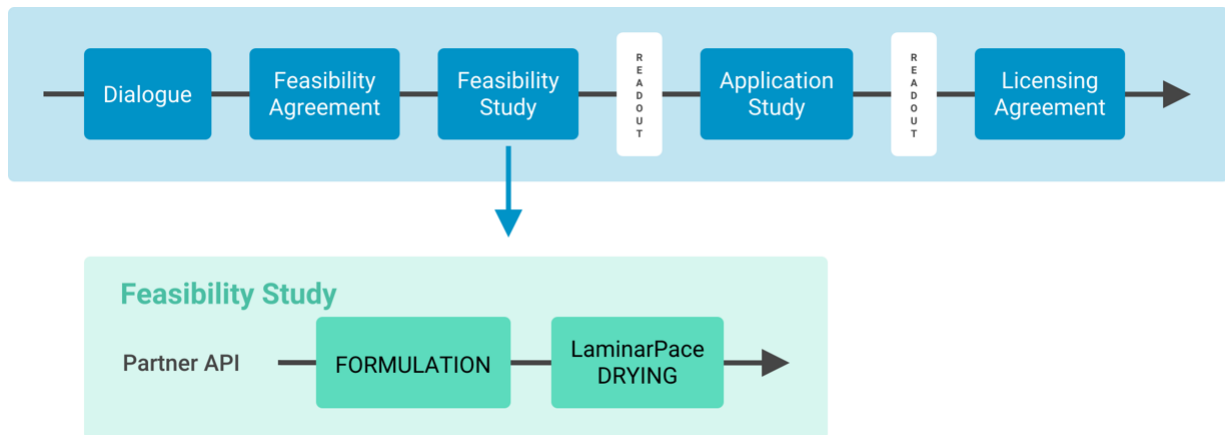 Dialogue
Feasibility
Agreement
Feasibility
Study
READOUT
Application
Study
READOUT
Licensing
Agreement
Feasibility Study
Partner API
FORMULATION
LaminarPace
DRYING